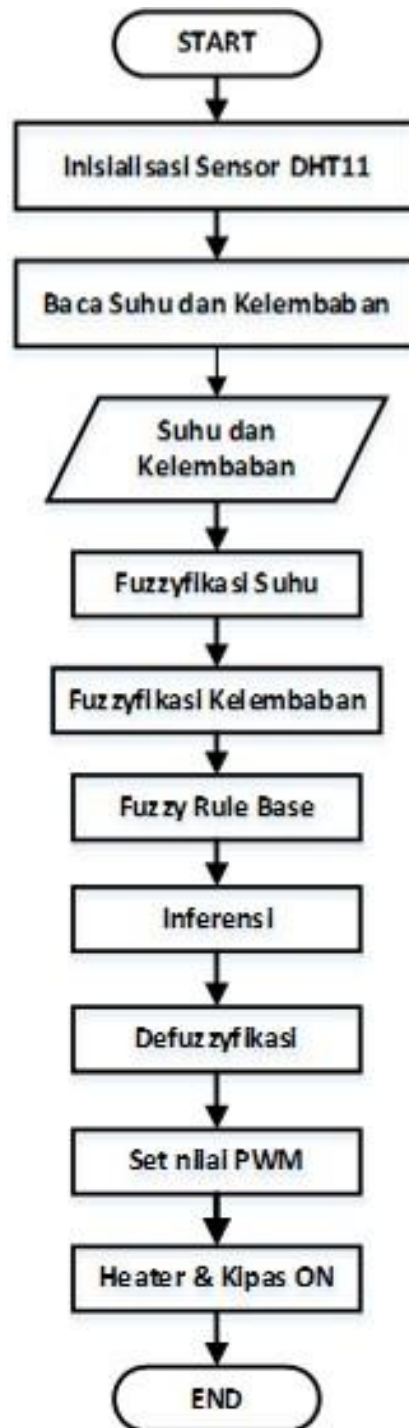 START
Inisialisasi Sensor DHT11
Baca Suhu dan Kelembaban
Suhu dan
Kelembaban
Fuzzyfikasi Suhu
Fuzzyfikasi Kelembaban
Fuzzy Rule Base
Inferensi
Defuzzyfikasi
Set nilai PWM
Heater & Kipas ON
END